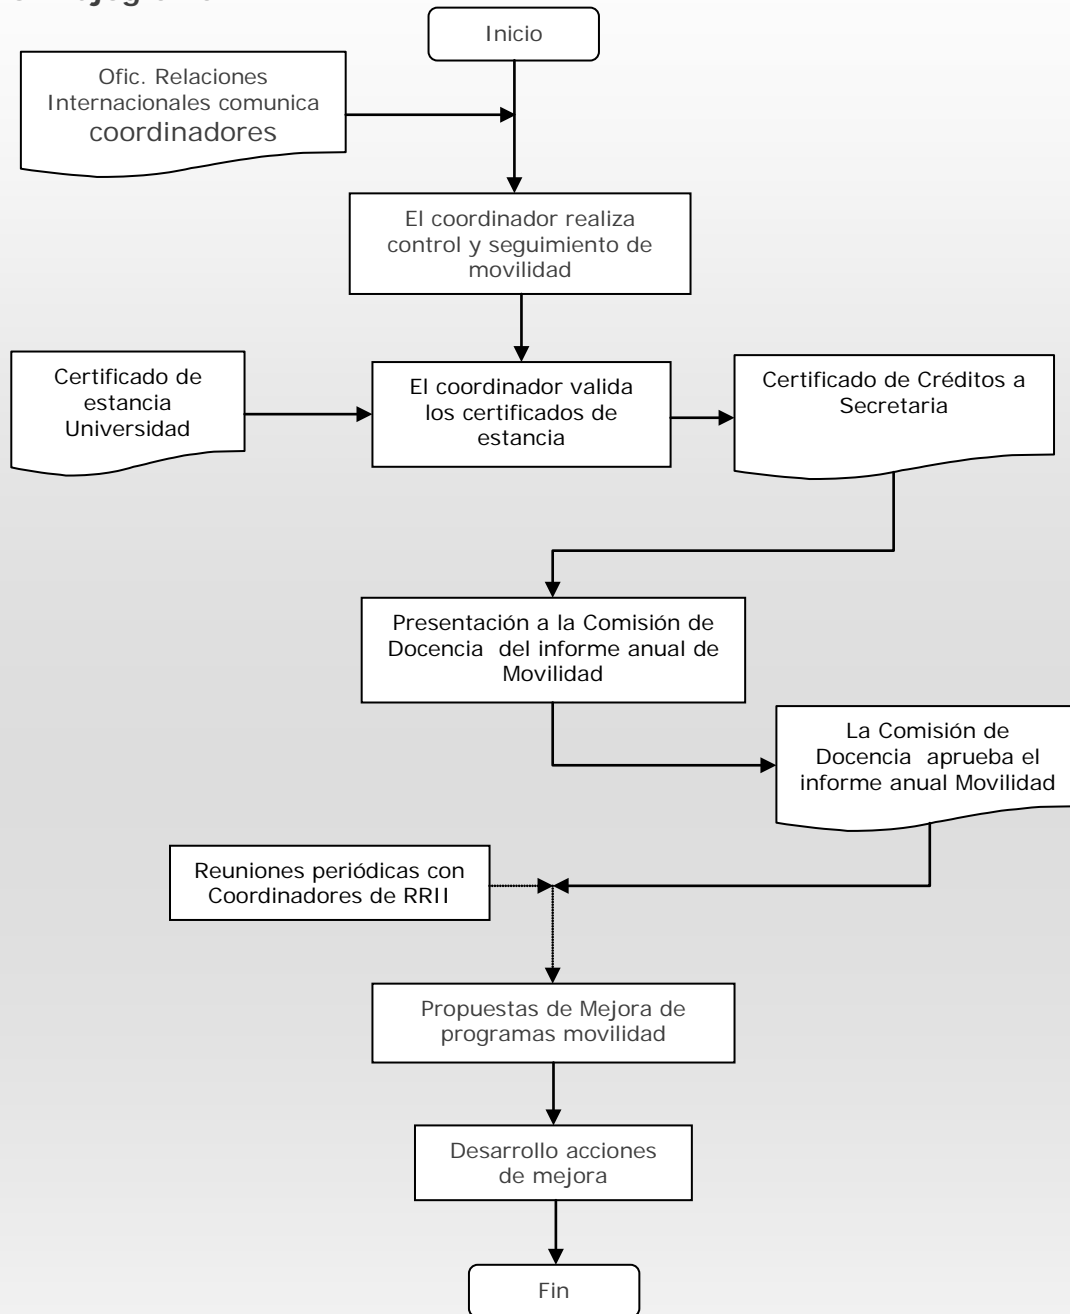 Inicio
Ofic. Relaciones
Internacionales comunica
coordinadores
El coordinador realiza
control y seguimiento de
movilidad
Certificado de
estancia
Universidad
El coordinador valida
los certificados de
estancia
Certificado de Créditos a
Secretaria
Presentación a la Comisión de
Docencia del informe anual de
Movilidad
La Comisión de
Docencia aprueba el
informe anual Movilidad
Reuniones periódicas con
Coordinadores de RRII
Propuestas de Mejora de
programas movilidad
Desarrollo acciones
de mejora
Fin